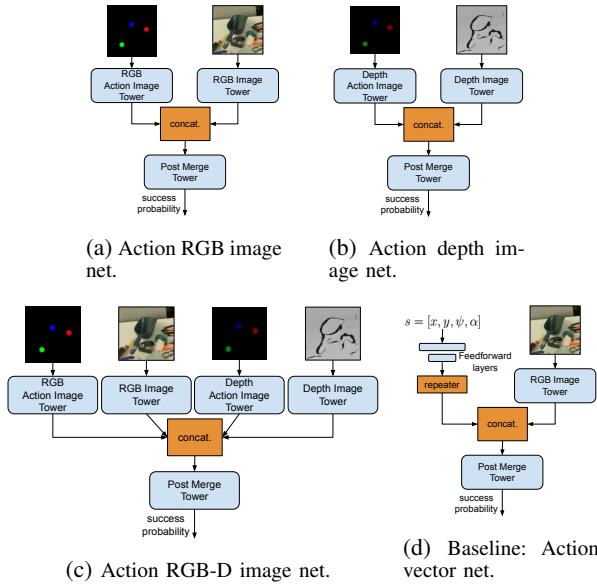 RGB
Action Image
Tower
RGB Image
Tower
concat.
Post Merge
Tower
success
probability
(a) Action RGB image
net.
Depth
Action Image
Tower
Depth Image
Tower
concat.
Post Merge
Tower
success
probability
(b) Action depth im-
age net.
RGB
Action Image
Tower
RGB Image
Tower
Depth
Action Image
Tower
Depth Image
Tower
concat.
Post Merge
Tower
success
probability
(c) Action RGB-D image net.
s = [x, y, ψ, α]
Feedforward
layers
repeater
RGB Image
Tower
concat.
Post Merge
Tower
success
probability
(d) Baseline: Action
vector net.